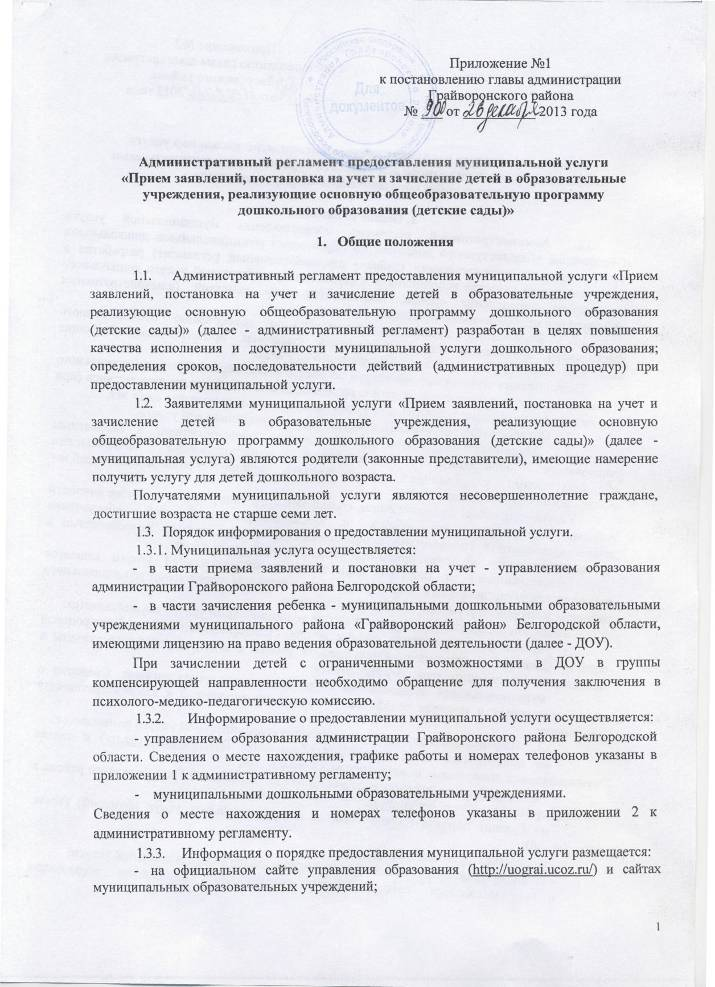 Для
документов
Приложение №1
к постановлению главы администрации
Грайворонского района
№ 900 от 26 декабря 2013 года
Административный регламент предоставления муниципальной услуги
«Прием заявлений, постановка на учет и зачисление детей в образовательные
учреждения, реализующие основную общеобразовательную программу
дошкольного образования (детские сады)»
1. Общие положения
1.1. Административный регламент предоставления муниципальной услуги «Прием
заявлений, постановка на учет и зачисление детей в образовательные учреждения,
реализующие основную общеобразовательную программу дошкольного образования
(детские сады)» (далее - административный регламент) разработан в целях повышения
качества исполнения и доступности муниципальной услуги дошкольного образования;
определения сроков, последовательности действий (административных процедур) при
предоставлении муниципальной услуги.
1.2. Заявителями муниципальной услуги «Прием заявлений, постановка на учет и
зачисление детей в образовательные учреждения, реализующие основную
общеобразовательную программу дошкольного образования (детские сады)» (далее -
муниципальная услуга) являются родители (законные представители), имеющие намерение
получить услугу для детей дошкольного возраста.
Получателями муниципальной услуги являются несовершеннолетние граждане,
достигшие возраста не старше семи лет.
1.3. Порядок информирования о предоставлении муниципальной услуги.
1.3.1. Муниципальная услуга осуществляется:
- в части приема заявлений и постановки на учет - управлением образования
администрации Грайворонского района Белгородской области;
- в части зачисления ребенка - муниципальными дошкольными образовательными
учреждениями муниципального района «Грайворонский район» Белгородской области,
имеющими лицензию на право ведения образовательной деятельности (далее - ДОУ).
При зачислении детей с ограниченными возможностями в ДОУ в группы
компенсирующей направленности необходимо обращение для получения заключения в
психолого-медико-педагогическую комиссию.
1.3.2. Информирование о предоставлении муниципальной услуги осуществляется:
- управлением образования администрации Грайворонского района Белгородской
области. Сведения о месте нахождения, графике работы и номерах телефонов указаны в
приложении 1 к административному регламенту;
- муниципальными дошкольными образовательными учреждениями.
Сведения о месте нахождения и номерах телефонов указаны в приложении 2 к
административному регламенту.
1.3.3. Информация о порядке предоставления муниципальной услуги размещается:
- на официальном сайте управления образования (http://uograi.ucoz.ru/) и сайтах
муниципальных образовательных учреждений;
1